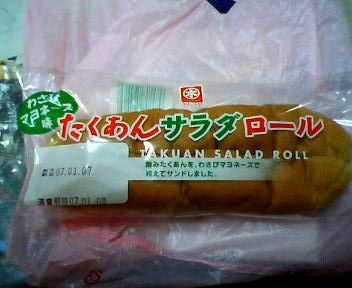 わさび
マヨネーズ
味
たくあんサラダロール
TAKUAN SALAD ROLL
刻みたくあんを、わさびマヨネーズで
和えてサンドしました。
製造07.01.07
消費期限07.01.09